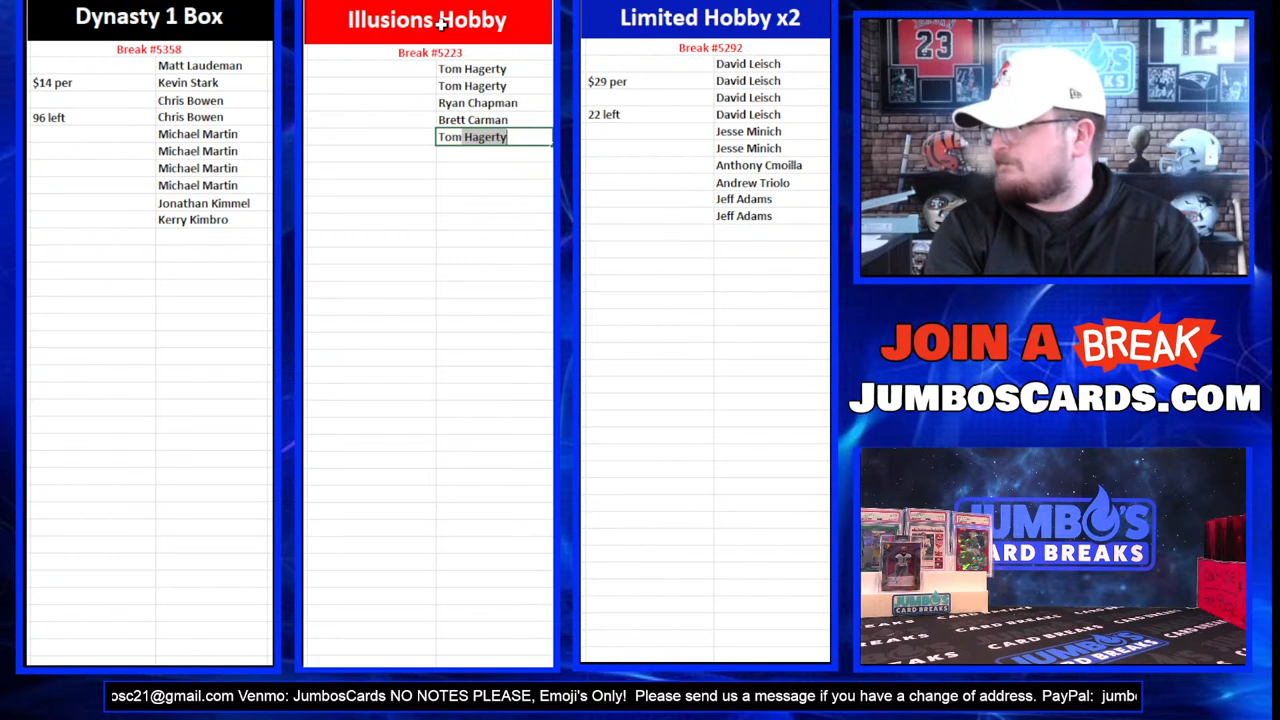 Dynasty 1 Box
Break #5358
Matt Laudeman
$14 per Kevin Stark
Chris Bowen
96 left Chris Bowen
Michael Martin
Michael Martin
Michael Martin
Michael Martin
Jonathan Kimmel
Kerry Kimbro
Illusions Hobby
Break #5223
Tom Hagerty
Tom Hagerty
Ryan Chapman
Brett Carman
Tom Hagerty
Limited Hobby x2
Break #5292
David Leisch
$29 per David Leisch
David Leisch
22 left David Leisch
Jesse Minich
Jesse Minich
Anthony Cmoilla
Andrew Triolo
Jeff Adams
Jeff Adams
23
12
JOIN A BREAK
JUMBOSCARDS.COM
JUMBO'S
CARD BREAKS
JUMBO'S
CARD BREAKS
osc21@gmail.com Venmo: JumbosCards NO NOTES PLEASE, Emoji's Only! Please send us a message if you have a change of address. PayPal: jumb